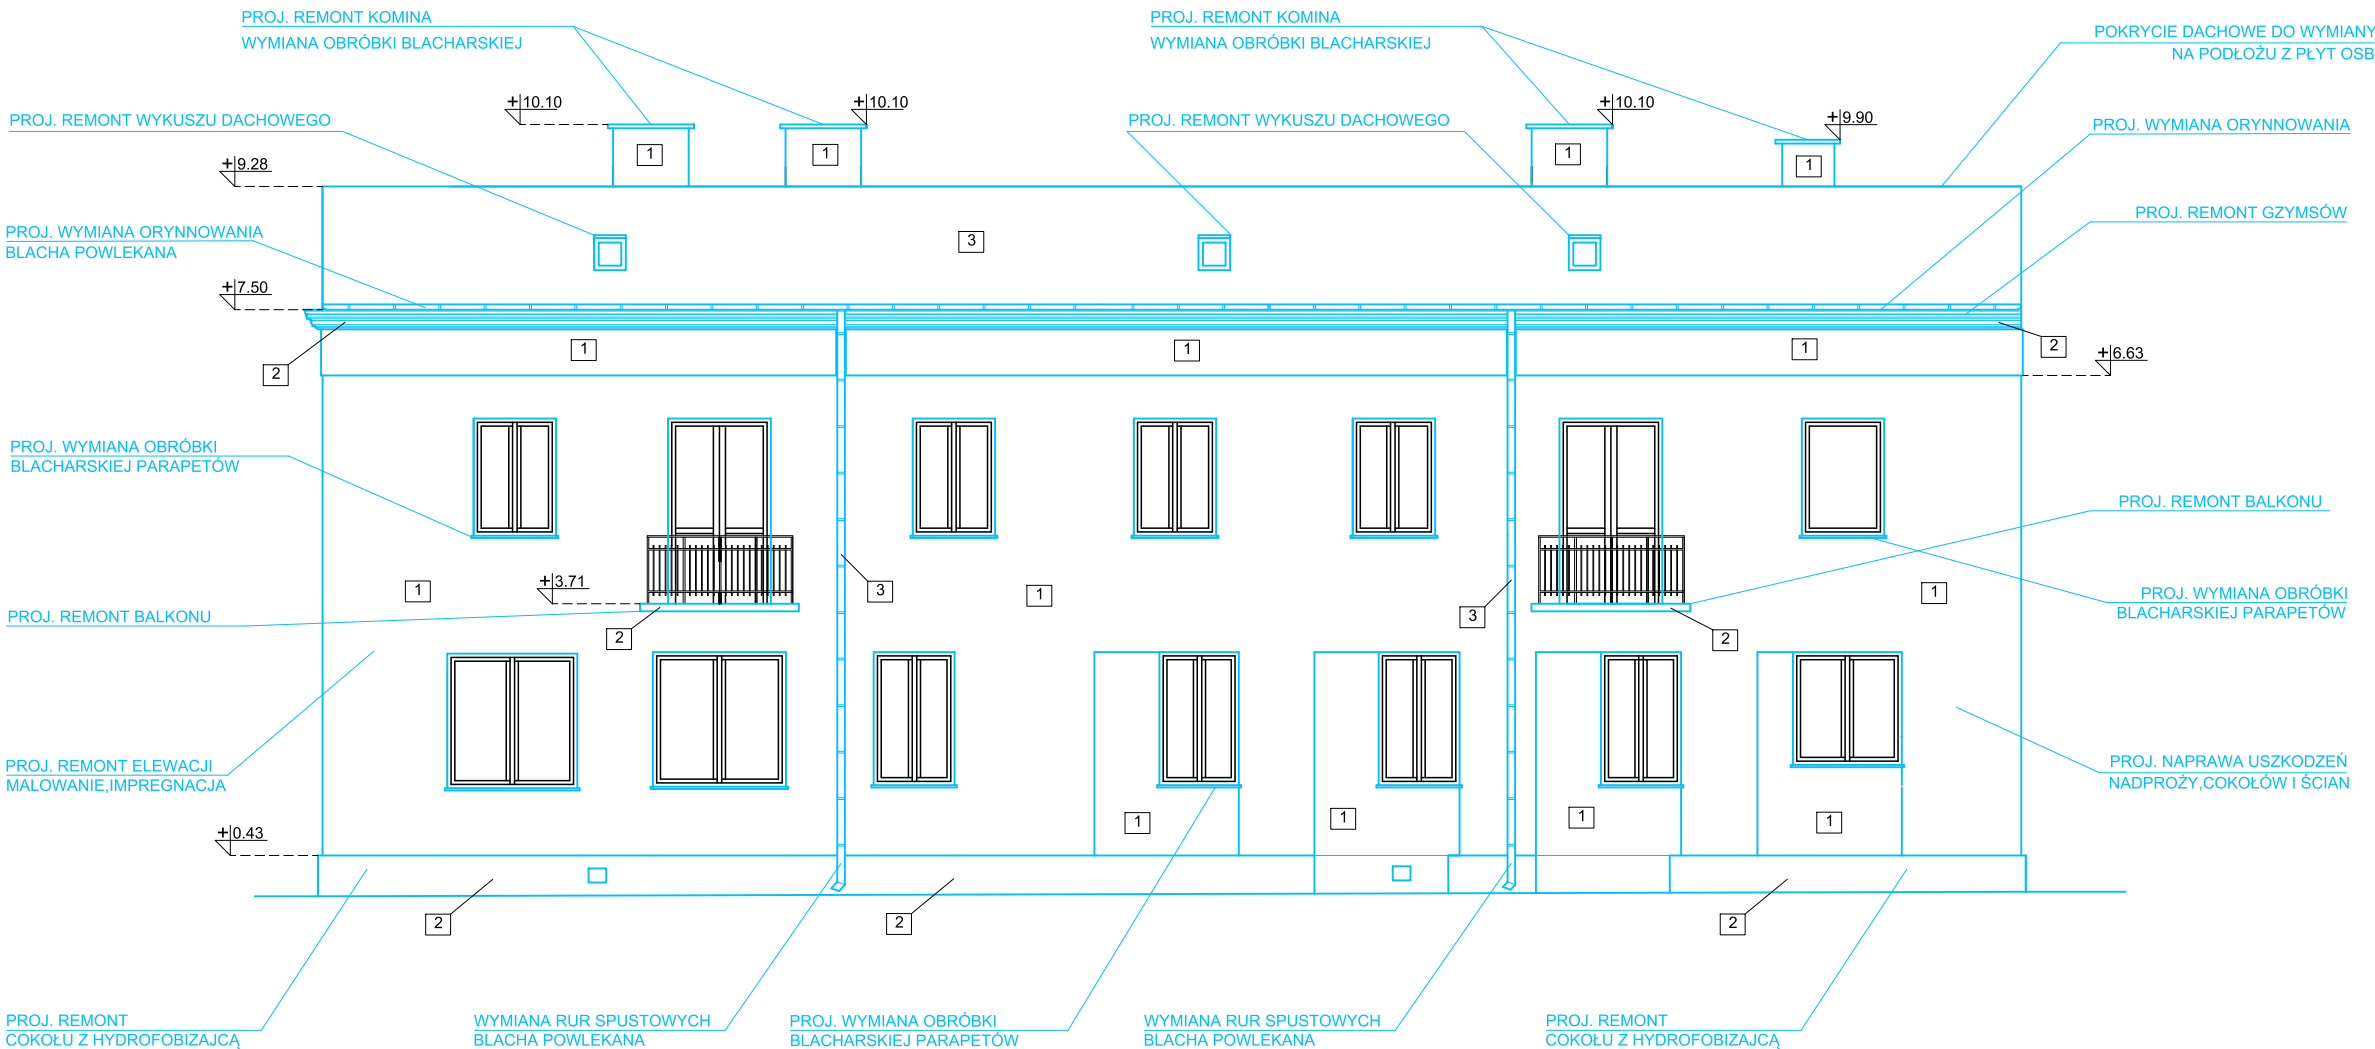 PROJ. REMONT KOMINA
WYMIANA OBRÓBKI BLACHARSKIEJ
PROJ. REMONT KOMINA
WYMIANA OBRÓBKI BLACHARSKIEJ
POKRYCIE DACHOWE DO WYMIANY
NA PODŁOŻU Z PŁYT OSB
+10.10
+10.10
+10.10
+9.90
PROJ. REMONT WYKUSZU DACHOWEGO
PROJ. REMONT WYKUSZU DACHOWEGO
PROJ. WYMIANA ORYNNOWANIA
1
1
1
1
+9.28
PROJ. REMONT GZYMSÓW
PROJ. WYMIANA ORYNNOWANIA
BLACHA POWLEKANA
3
+7.50
1
1
1
2
2
+6.63
PROJ. WYMIANA OBRÓBKI
BLACHARSKIEJ PARAPETÓW
PROJ. REMONT BALKONU
+3.71
1
3
1
3
1
PROJ. WYMIANA OBRÓBKI
BLACHARSKIEJ PARAPETÓW
PROJ. REMONT BALKONU
2
2
PROJ. REMONT ELEWACJI
MALOWANIE,IMPREGNACJA
PROJ. NAPRAWA USZKODZEŃ
NADPROŻY,COKOŁÓW I ŚCIAN
1
1
1
1
+0.43
2
2
2
PROJ. REMONT
COKOŁU Z HYDROFOBIZAJCĄ
WYMIANA RUR SPUSTOWYCH
BLACHA POWLEKANA
PROJ. WYMIANA OBRÓBKI
BLACHARSKIEJ PARAPETÓW
WYMIANA RUR SPUSTOWYCH
BLACHA POWLEKANA
PROJ. REMONT
COKOŁU Z HYDROFOBIZAJCĄ